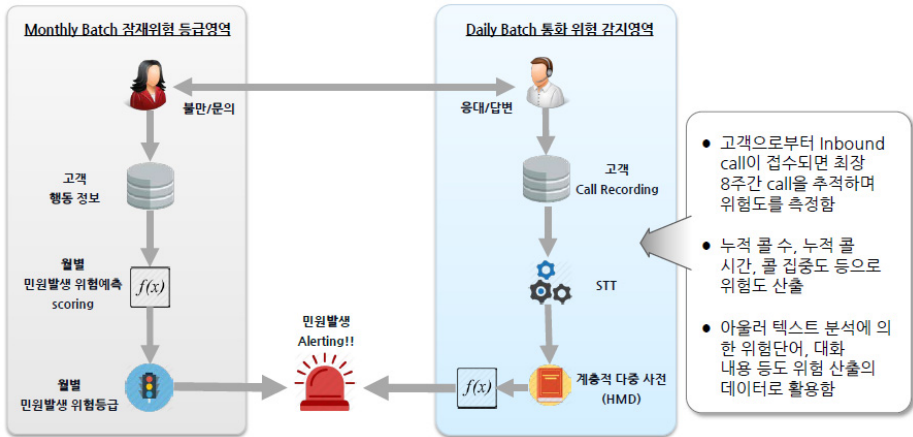 Monthly Batch 잠재위험 등급영역
불만/문의
고객
행동 정보
월별
민원발생 위험예측
scoring
f(x)
월별
민원발생 위험등급
민원발생
Alerting!!
Daily Batch 통화 위험 감지영역
응대/답변
고객
Call Recording
STT
계층적 다중 사전
(HMD)
f(x)
● 고객으로부터 Inbound
call이 접수되면 최장
8주간 call을 추적하며
위험도를 측정함
● 누적 콜 수, 누적 콜
시간, 콜 집중도 등으로
위험도 산출
● 아울러 텍스트 분석에 의
한 위험단어, 대화
내용 등도 위험 산출의
데이터로 활용함